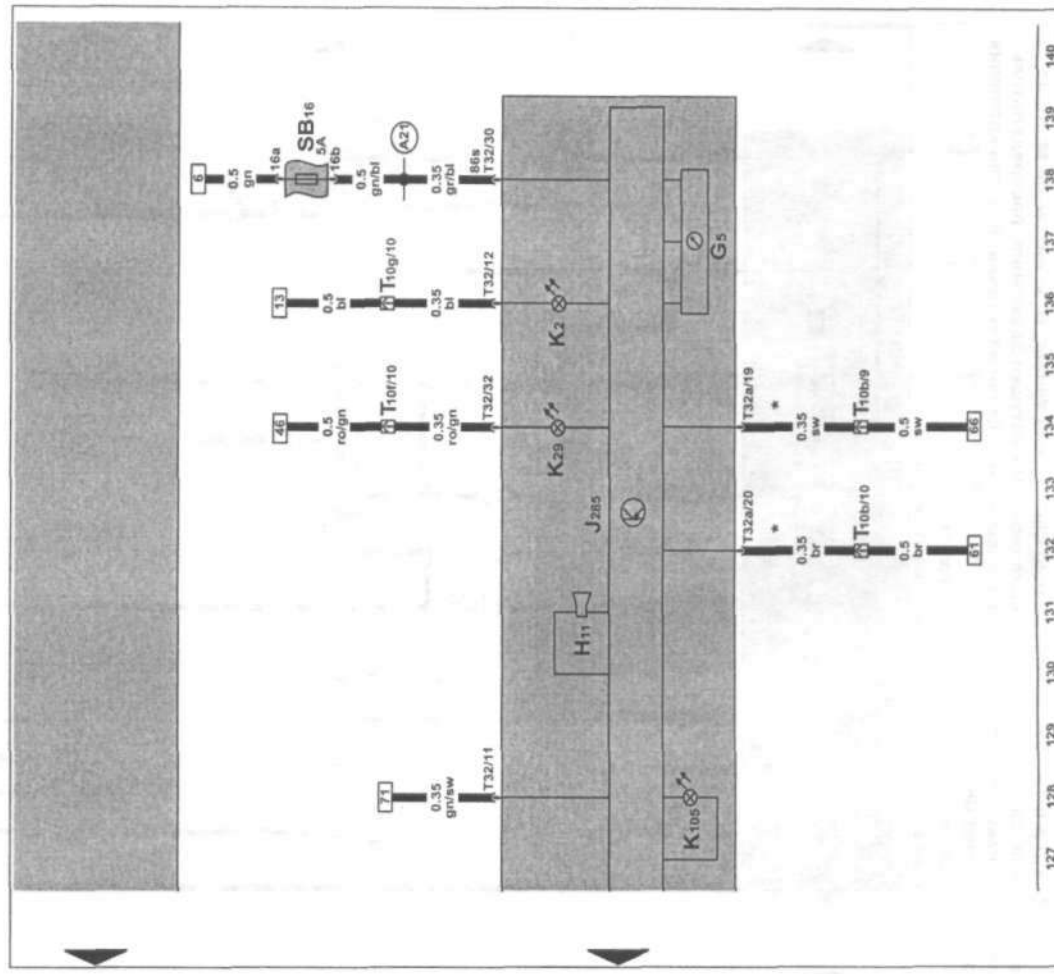 71
0.35
gn/sw
T32/11
46
0.5
ro/gn
T10f/10
0.35
ro/gn
T32/32
13
0.5
bl
T10g/10
0.35
bl
T32/12
6
0.5
gn
16a
SB16
5A
16b
0.5
gn/bl
A21
0.35
gr/bl
86s
T32/30
H11
K29
K2
J285
K
K105
G5
T32a/20
*
0.35
br
T10b/10
0.5
br
61
T32a/19
*
0.35
sw
T10b/9
0.5
sw
66
127 128 129 130 131 132 133 134 135 136 137 138 139 140